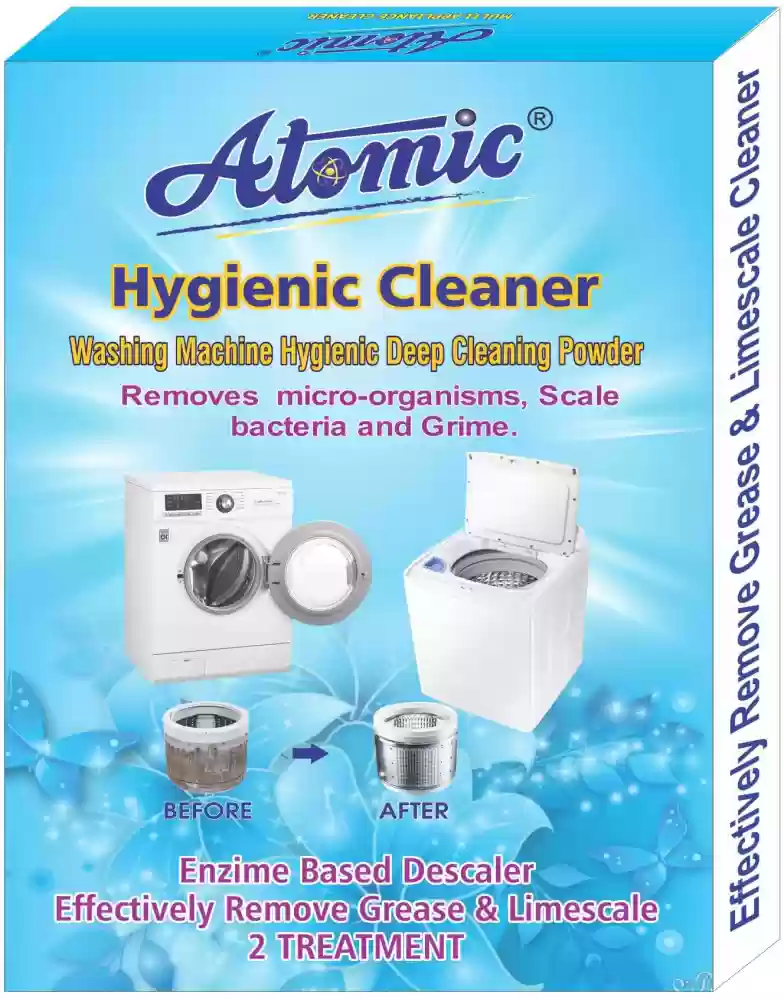 MULTI APPLIANCE CLEANER
Atomic®
Atomic®
Hygienic Cleaner
Washing Machine Hygienic Deep Cleaning Powder
Removes micro-organisms, Scale
bacteria and Grime.
BEFORE
AFTER
Enzime Based Descaler
Effectively Remove Grease & Limescale
2 TREATMENT
Effectively Remove Grease & Limescale Cleaner